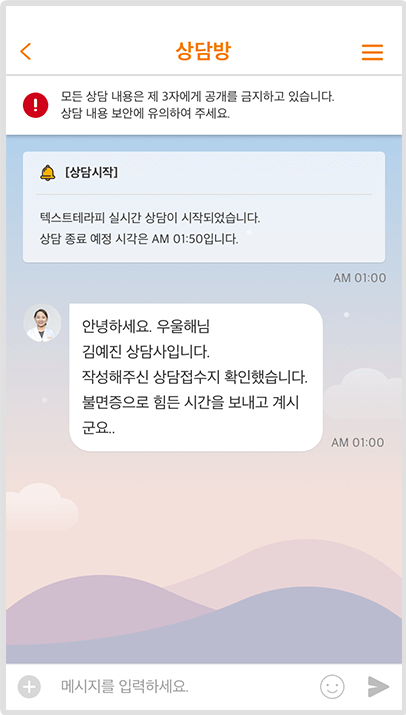 상담방
모든 상담 내용은 제 3자에게 공개를 금지하고 있습니다.
상담 내용 보안에 유의하여 주세요.
[상담시작]
텍스트테라피 실시간 상담이 시작되었습니다.
상담 종료 예정 시각은 AM 01:50입니다.
AM 01:00
안녕하세요. 우울해님
김예진 상담사입니다.
작성해주신 상담접수지 확인했습니다.
불면증으로 힘든 시간을 보내고 계시
군요..
AM 01:00
메시지를 입력하세요.